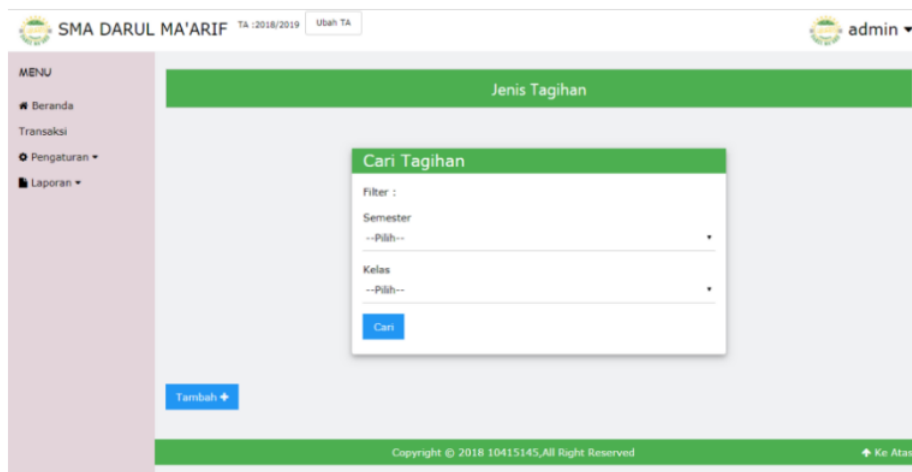 SMA DARUL MA'ARIF TA :2018/2019 Ubah TA admin
MENU
Beranda
Transaksi
Pengaturan
Laporan
Jenis Tagihan
Cari Tagihan
Filter :
Semester
--Pilih--
Kelas
--Pilih--
Cari
Tambah +
Copyright © 2018 10415145,All Right Reserved Ke Atas